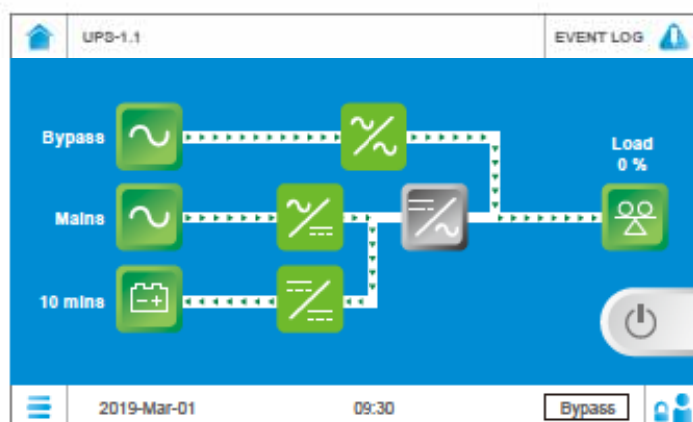 UPS-1.1
EVENT LOG
Bypass
Load
0 %
Mains
10 mins
2019-Mar-01
09:30
Bypass